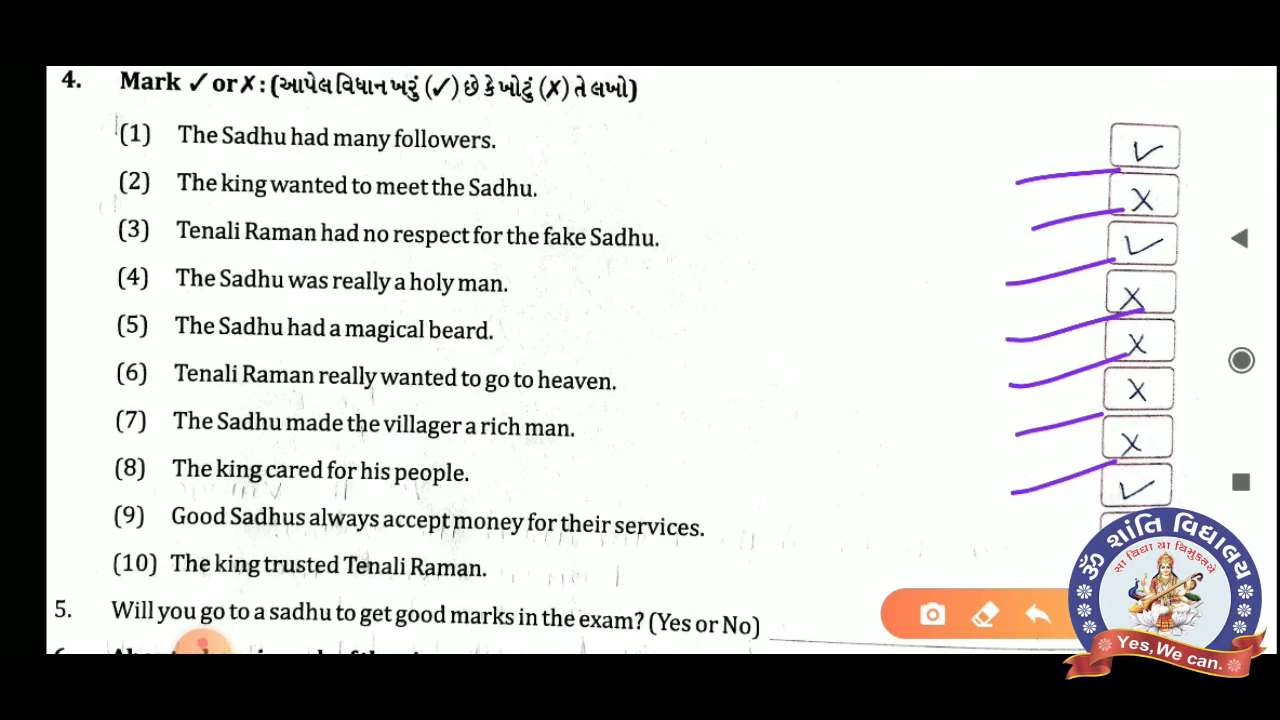 4. Mark ✓ or ✗ : (આપેલ વિધાન ખરું (✓) છે કે ખોટું (✗) તે લખો)
(1) The Sadhu had many followers. ✓
(2) The king wanted to meet the Sadhu. ✗
(3) Tenali Raman had no respect for the fake Sadhu. ✓
(4) The Sadhu was really a holy man. ✗
(5) The Sadhu had a magical beard. ✗
(6) Tenali Raman really wanted to go to heaven. ✗
(7) The Sadhu made the villager a rich man. ✗
(8) The king cared for his people. ✓
(9) Good Sadhus always accept money for their services.
(10) The king trusted Tenali Raman.
5. Will you go to a sadhu to get good marks in the exam? (Yes or No)
ૐ શાંતિ વિદ્યાલય
સા વિદ્યા યા વિમુક્તયે
Yes, We can.